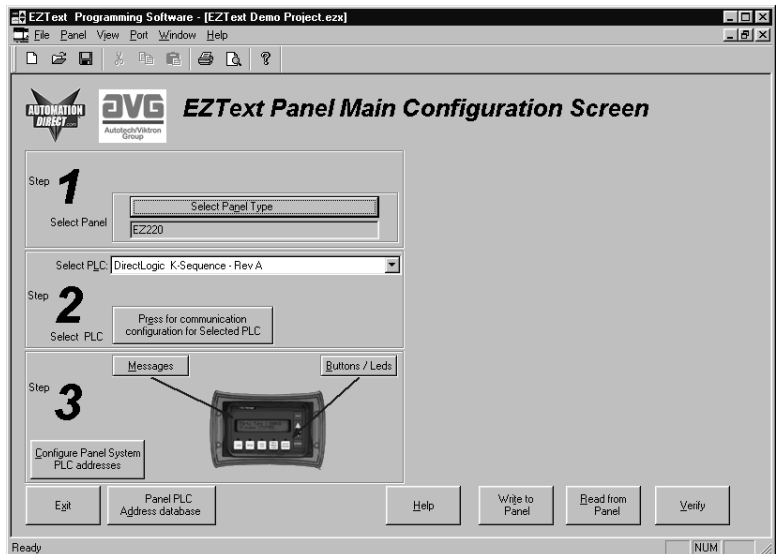 EZText Programming Software - [EZText Demo Project.ezx]
File Panel View Port Window Help
AUTOMATION
DIRECT.com
AVG
Autotech/Viktron
Group
EZText Panel Main Configuration Screen
Step 1
Select Panel
Select Panel Type
EZ220
Select PLC: DirectLogic K-Sequence - Rev A
Step 2
Select PLC
Press for communication
configuration for Selected PLC
Step 3
Messages
Buttons / Leds
Configure Panel System
PLC addresses
Exit
Panel PLC
Address database
Help
Write to
Panel
Read from
Panel
Verify
Ready
NUM